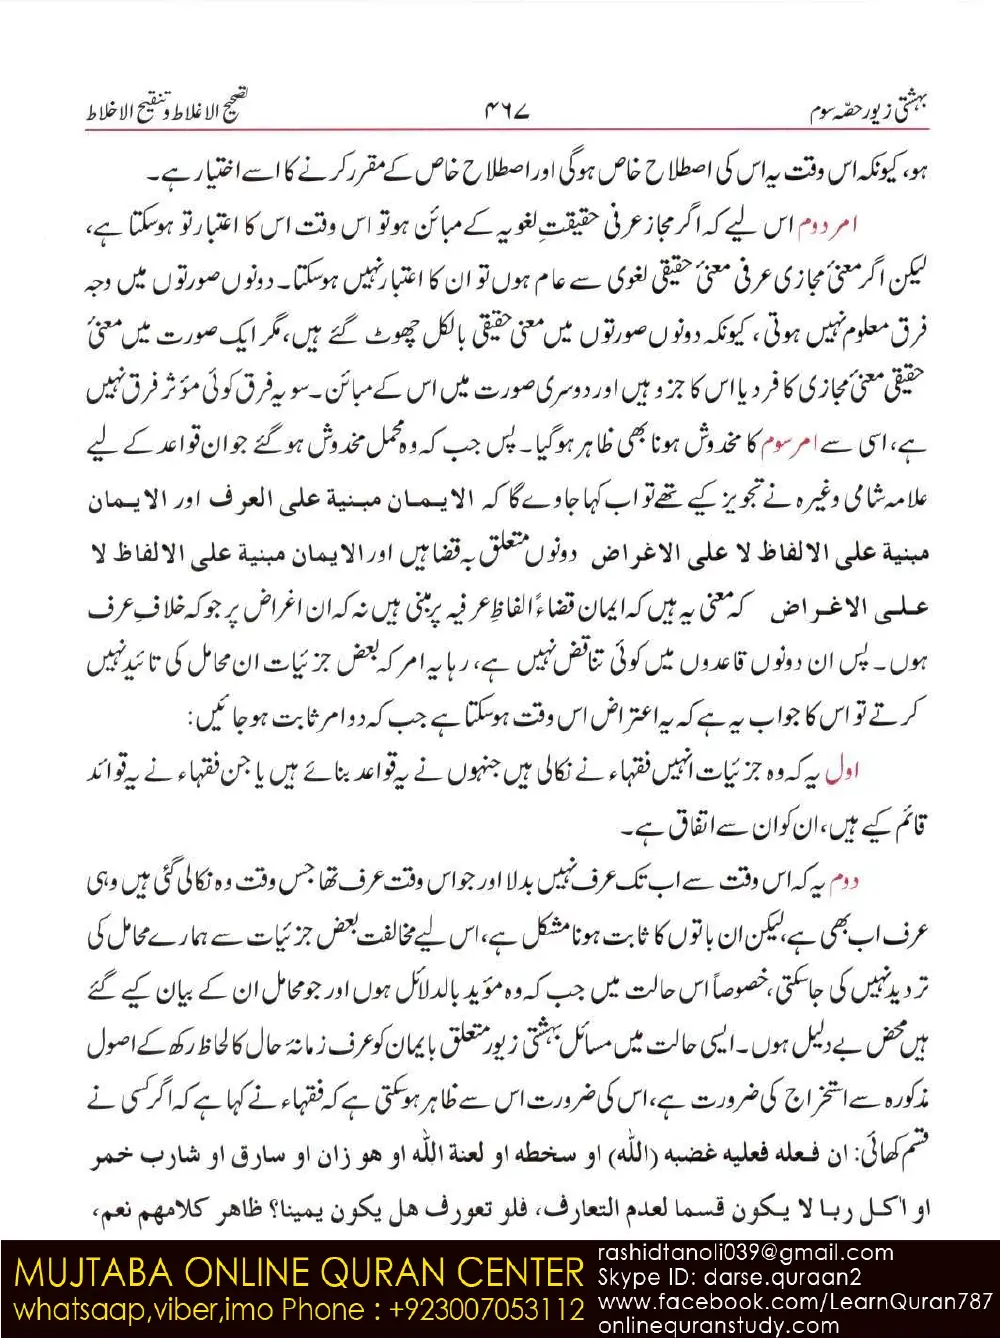 بہشتی زیور حصّہ سوم ۴۶۷ تصحیح الاغلاط و تنقیح الاخلاط
ہو، کیونکہ اس وقت یہ اس کی اصطلاح خاص ہوگی اور اصطلاح خاص کے مقرر کرنے کا اسے اختیار ہے۔
امر دوم اس لیے کہ اگر مجاز عرفی حقیقتِ لغویہ کے مبائن ہو تو اس وقت اس کا اعتبار تو ہوسکتا ہے،
لیکن اگر معنیٔ مجازی عرفی معنیٔ حقیقی لغوی سے عام ہوں تو ان کا اعتبار نہیں ہوسکتا۔ دونوں صورتوں میں وجہ
فرق معلوم نہیں ہوتی، کیونکہ دونوں صورتوں میں معنی حقیقی بالکل چھوٹ گئے ہیں، مگر ایک صورت میں معنیٔ
حقیقی معنیٔ مجازی کا فرد یا اس کا جزو ہیں اور دوسری صورت میں اس کے مبائن۔ سو یہ فرق کوئی مؤثر فرق نہیں
ہے، اسی سے امر سوم کا مخدوش ہونا بھی ظاہر ہوگیا۔ پس جب کہ وہ محمل مخدوش ہوگئے جو ان قواعد کے لیے
علامہ شامی وغیرہ نے تجویز کیے تھے تو اب کہا جاوے گا کہ الایمان مبنیة على العرف اور الایمان
مبنية على الالفاظ لا على الاغراض دونوں متعلق بہ قضا ہیں اور الایمان مبنية على الالفاظ لا
على الاغراض کہ معنی یہ ہیں کہ ایمان قضاءً الفاظِ عرفیہ پر مبنی ہیں نہ کہ ان اغراض پر جو کہ خلافِ عرف
ہوں۔ پس ان دونوں قاعدوں میں کوئی تناقض نہیں ہے، رہا یہ امر کہ بعض جزئیات ان محامل کی تائید نہیں
کرتے تو اس کا جواب یہ ہے کہ یہ اعتراض اس وقت ہوسکتا ہے جب کہ دو امر ثابت ہو جائیں:
اول یہ کہ وہ جزئیات انہیں فقہاء نے نکالی ہیں جنہوں نے یہ قواعد بنائے ہیں یا جن فقہاء نے یہ قوائد
قائم کیے ہیں، ان کو ان سے اتفاق ہے۔
دوم یہ کہ اس وقت سے اب تک عرف نہیں بدلا اور جو اس وقت عرف تھا جس وقت وہ نکالی گئی ہیں وہی
عرف اب بھی ہے، لیکن ان باتوں کا ثابت ہونا مشکل ہے، اس لیے مخالفت بعض جزئیات سے ہمارے محامل کی
تردید نہیں کی جاسکتی، خصوصاً اس حالت میں جب کہ وہ مؤید بالدلائل ہوں اور جو محامل ان کے بیان کیے گئے
ہیں محض بے دلیل ہوں۔ ایسی حالت میں مسائل بہشتی زیور متعلق بایمان کو عرف زمانۂ حال کا لحاظ رکھ کے اصول
مذکورہ سے استخراج کی ضرورت ہے، اس کی ضرورت اس سے ظاہر ہوسکتی ہے کہ فقہاء نے کہا ہے کہ اگر کسی نے
قسم کھائی: ان فعله فعليه غضبه (الله) او سخطه او لعنة الله او هو زان او سارق او شارب خمر
او اٰكل ربا لا يكون قسما لعدم التعارف، فلو تعورف هل يكون يمينا؟ ظاهر كلامهم نعم،
MUJTABA ONLINE QURAN CENTER
whatsaap,viber,imo Phone : +923007053112
rashidtanoli039@gmail.com
Skype ID: darse.quraan2
www.facebook.com/LearnQuran787
onlinequranstudy.com